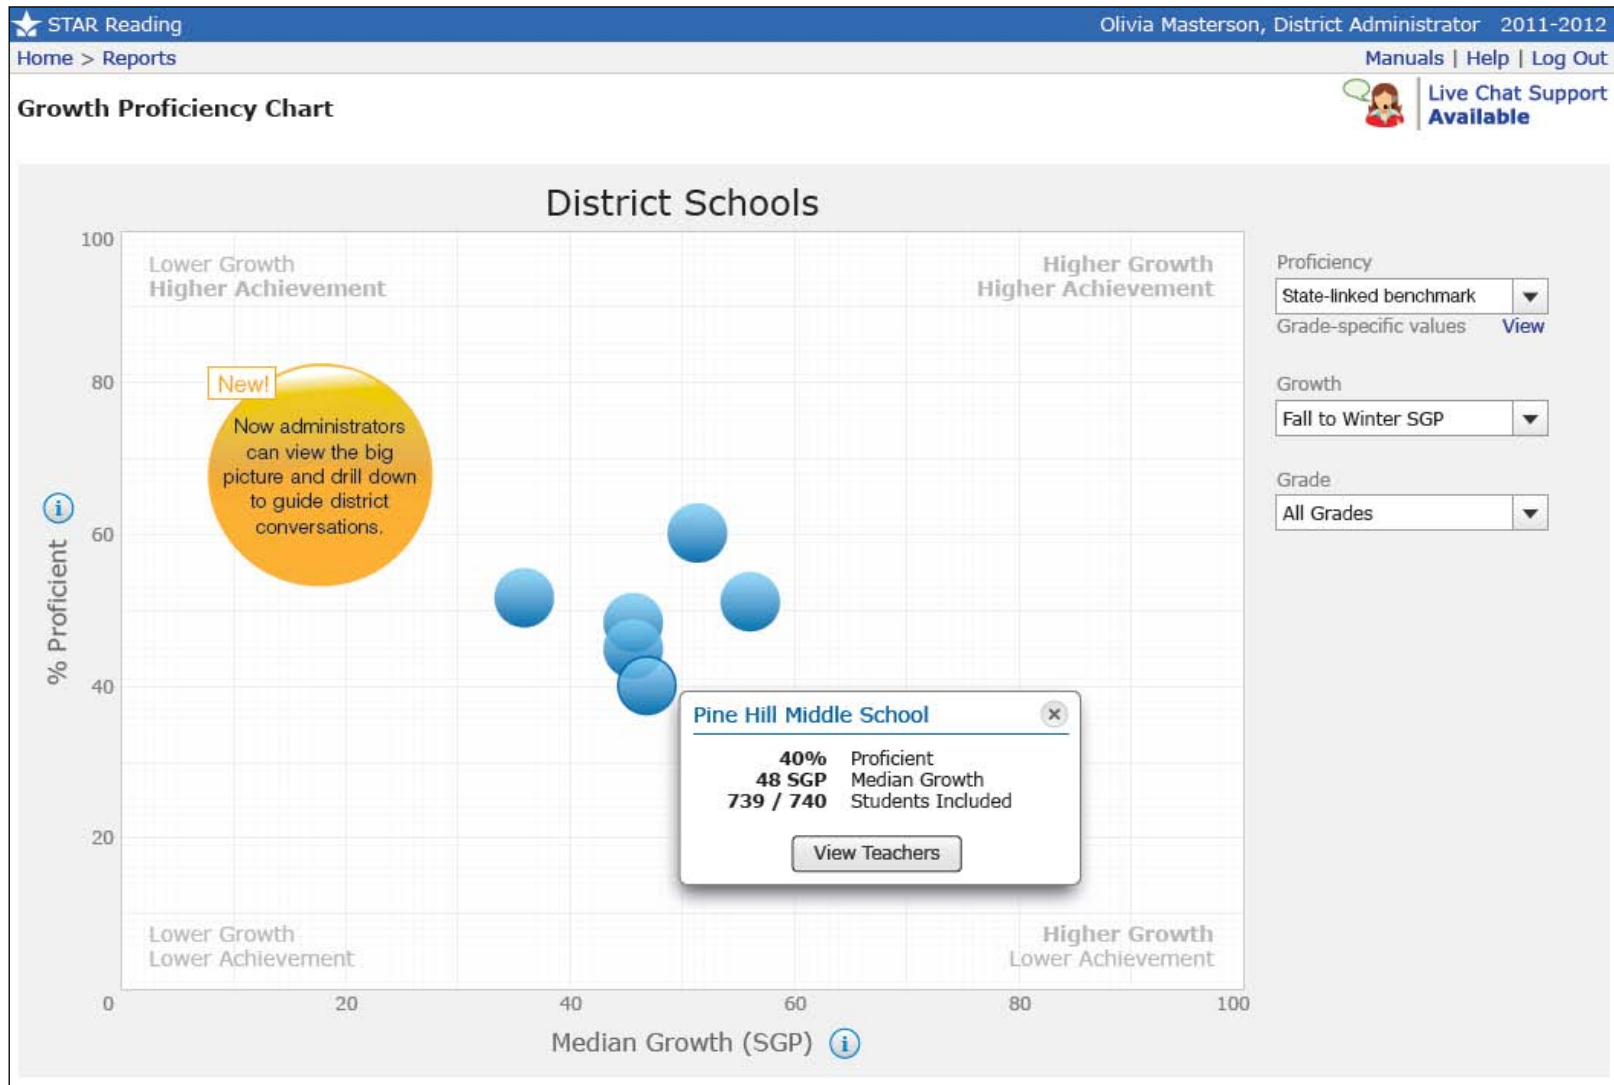 STAR Reading
Olivia Masterson, District Administrator 2011-2012
Home > Reports
Manuals | Help | Log Out
Growth Proficiency Chart
Live Chat Support
Available
District Schools
100
80
60
40
20
0
% Proficient
Lower Growth
Higher Achievement
Higher Growth
Higher Achievement
New!
Now administrators
can view the big
picture and drill down
to guide district
conversations.
Pine Hill Middle School
40% Proficient
48 SGP Median Growth
739 / 740 Students Included
View Teachers
Lower Growth
Lower Achievement
Higher Growth
Lower Achievement
20 40 60 80 100
Median Growth (SGP)
Proficiency
State-linked benchmark
Grade-specific values View
Growth
Fall to Winter SGP
Grade
All Grades